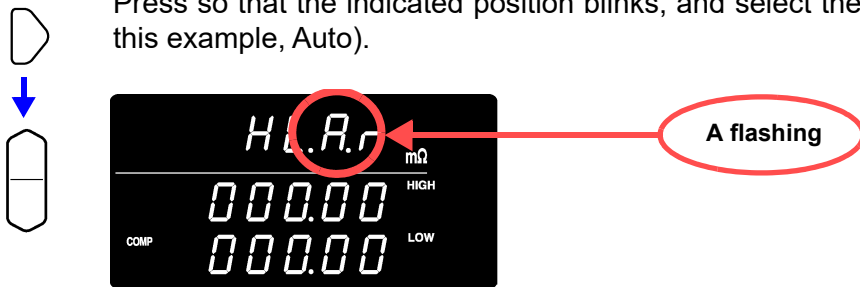 Press so that the indicated position blinks, and select the
this example, Auto).
HL.A.r
mΩ
A flashing
000.00 HIGH
COMP 000.00 LOW